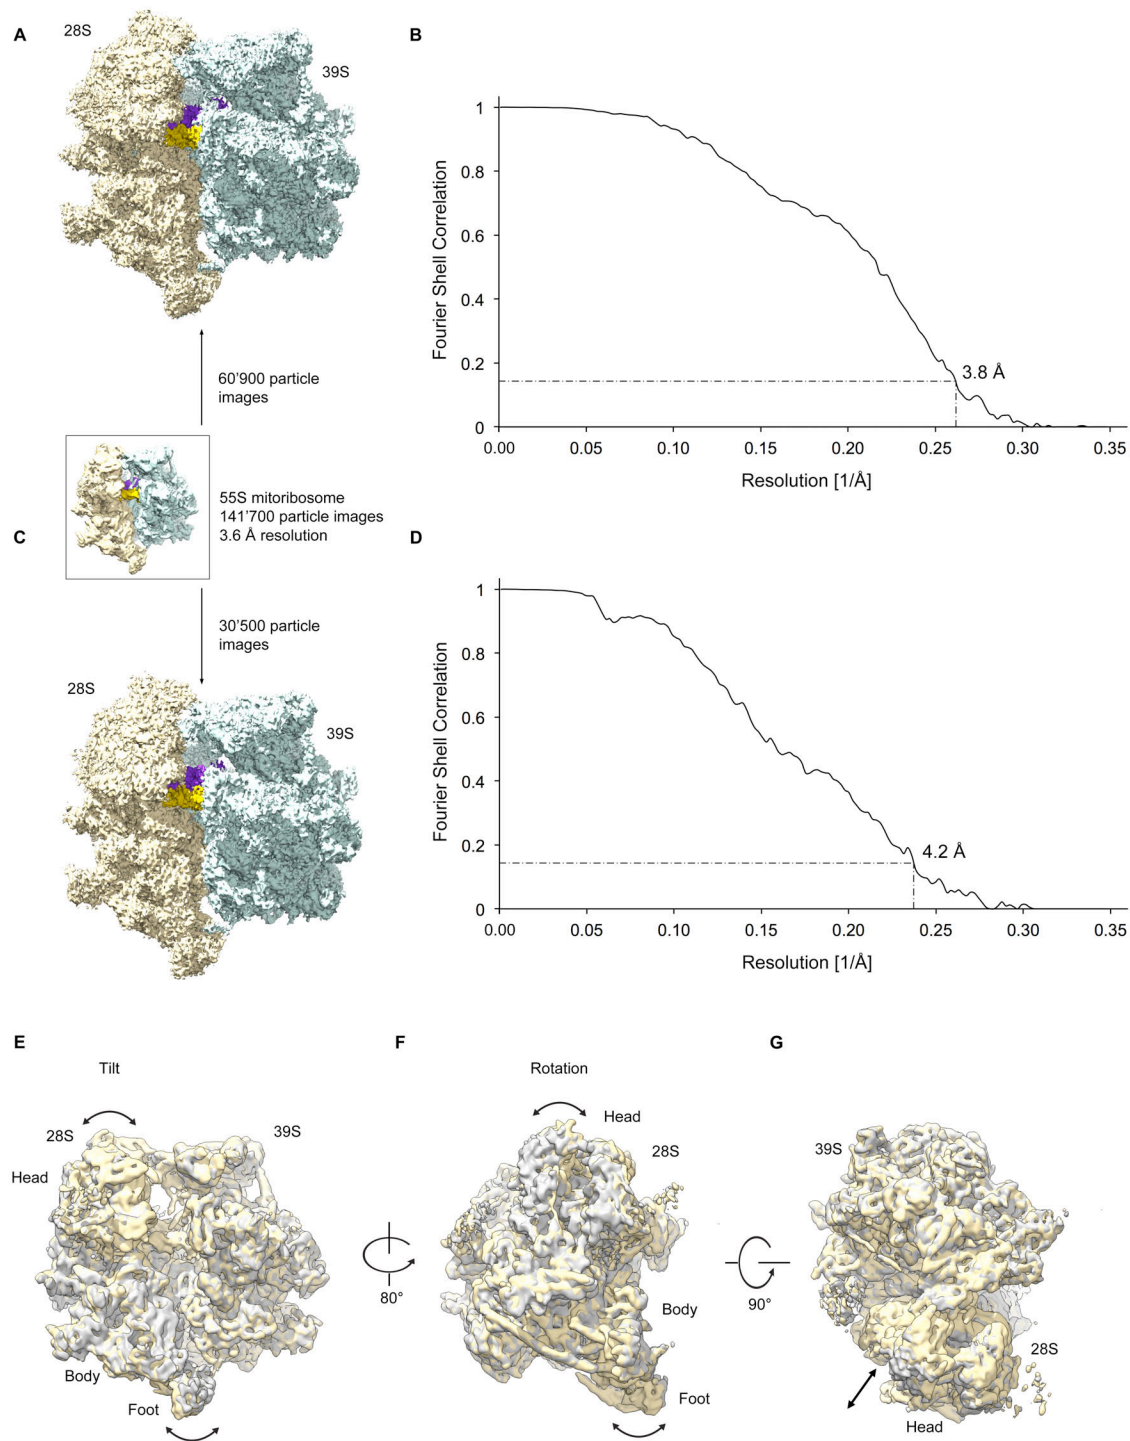 A
28S
39S
60'900 particle
images
55S mitoribosome
141'700 particle images
3.6 Å resolution
C
30'500 particle
images
28S
39S
B
Fourier Shell Correlation
1
0.8
0.6
0.4
0.2
0
3.8 Å
0.00 0.05 0.10 0.15 0.20 0.25 0.30 0.35
Resolution [1/Å]
D
Fourier Shell Correlation
1
0.8
0.6
0.4
0.2
0
4.2 Å
0.00 0.05 0.10 0.15 0.20 0.25 0.30 0.35
Resolution [1/Å]
E
Tilt
28S
39S
Head
Body
Foot
80°
F
Rotation
Head
28S
Body
Foot
90°
G
39S
28S
Head